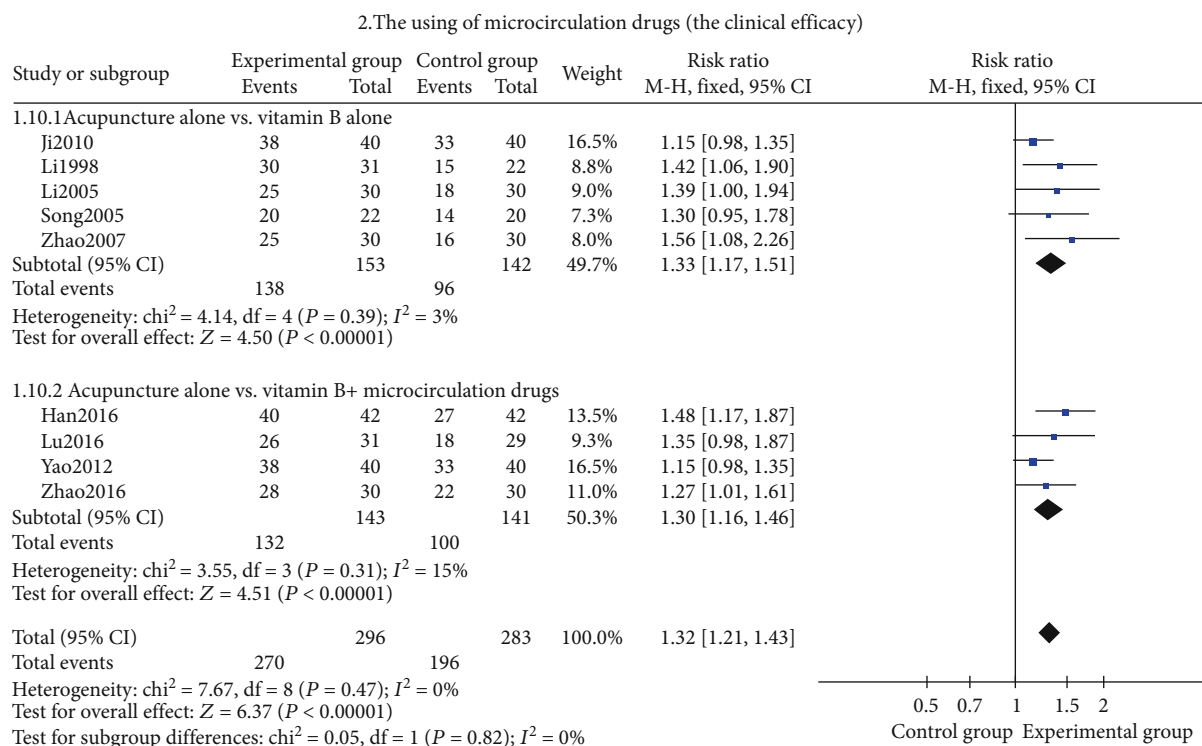 2.The using of microcirculation drugs (the clinical efficacy)
Study or subgroup Experimental group Control group Weight Risk ratio Risk ratio
Events Total Events Total M-H, fixed, 95% CI M-H, fixed, 95% CI
1.10.1Acupuncture alone vs. vitamin B alone
Ji2010 38 40 33 40 16.5% 1.15 [0.98, 1.35]
Li1998 30 31 15 22 8.8% 1.42 [1.06, 1.90]
Li2005 25 30 18 30 9.0% 1.39 [1.00, 1.94]
Song2005 20 22 14 20 7.3% 1.30 [0.95, 1.78]
Zhao2007 25 30 16 30 8.0% 1.56 [1.08, 2.26]
Subtotal (95% CI) 153 142 49.7% 1.33 [1.17, 1.51]
Total events 138 96
Heterogeneity: chi² = 4.14, df = 4 (P = 0.39); I² = 3%
Test for overall effect: Z = 4.50 (P < 0.00001)
1.10.2 Acupuncture alone vs. vitamin B+ microcirculation drugs
Han2016 40 42 27 42 13.5% 1.48 [1.17, 1.87]
Lu2016 26 31 18 29 9.3% 1.35 [0.98, 1.87]
Yao2012 38 40 33 40 16.5% 1.15 [0.98, 1.35]
Zhao2016 28 30 22 30 11.0% 1.27 [1.01, 1.61]
Subtotal (95% CI) 143 141 50.3% 1.30 [1.16, 1.46]
Total events 132 100
Heterogeneity: chi² = 3.55, df = 3 (P = 0.31); I² = 15%
Test for overall effect: Z = 4.51 (P < 0.00001)
Total (95% CI) 296 283 100.0% 1.32 [1.21, 1.43]
Total events 270 196
Heterogeneity: chi² = 7.67, df = 8 (P = 0.47); I² = 0%
Test for overall effect: Z = 6.37 (P < 0.00001)
Test for subgroup differences: chi² = 0.05, df = 1 (P = 0.82); I² = 0%
0.5 0.7 1 1.5 2
Control group Experimental group